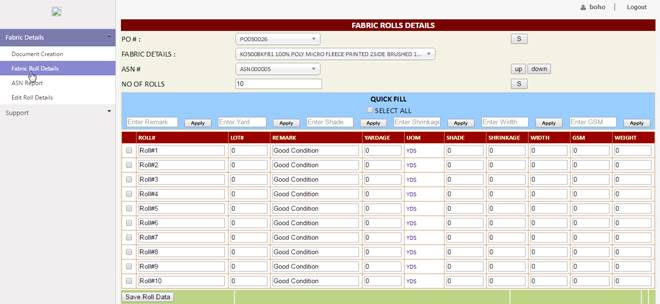 boho Logout
Fabric Details
Document Creation
Fabric Roll Details
ASN Report
Edit Roll Details
Support
FABRIC ROLLS DETAILS
PO # : PO050026 S
FABRIC DETAILS : KO5008KF81 100% POLY MICRO FLEECE PRINTED 2SIDE BRUSHED 1...
ASN # ASN000005 up down
NO OF ROLLS 10 S
QUICK FILL
SELECT ALL
Enter Remark Apply Enter Yard Apply Enter Shade Apply Enter Shrinkage Apply Enter Width Apply Enter GSM Apply
ROLL# LOT# REMARK YARDAGE UOM SHADE SHRINKAGE WIDTH GSM WEIGHT
Roll#1 0 Good Condition 0 YDS 0 0 0 0 0
Roll#2 0 Good Condition 0 YDS 0 0 0 0 0
Roll#3 0 Good Condition 0 YDS 0 0 0 0 0
Roll#4 0 Good Condition 0 YDS 0 0 0 0 0
Roll#5 0 Good Condition 0 YDS 0 0 0 0 0
Roll#6 0 Good Condition 0 YDS 0 0 0 0 0
Roll#7 0 Good Condition 0 YDS 0 0 0 0 0
Roll#8 0 Good Condition 0 YDS 0 0 0 0 0
Roll#9 0 Good Condition 0 YDS 0 0 0 0 0
Roll#10 0 Good Condition 0 YDS 0 0 0 0 0
Save Roll Data